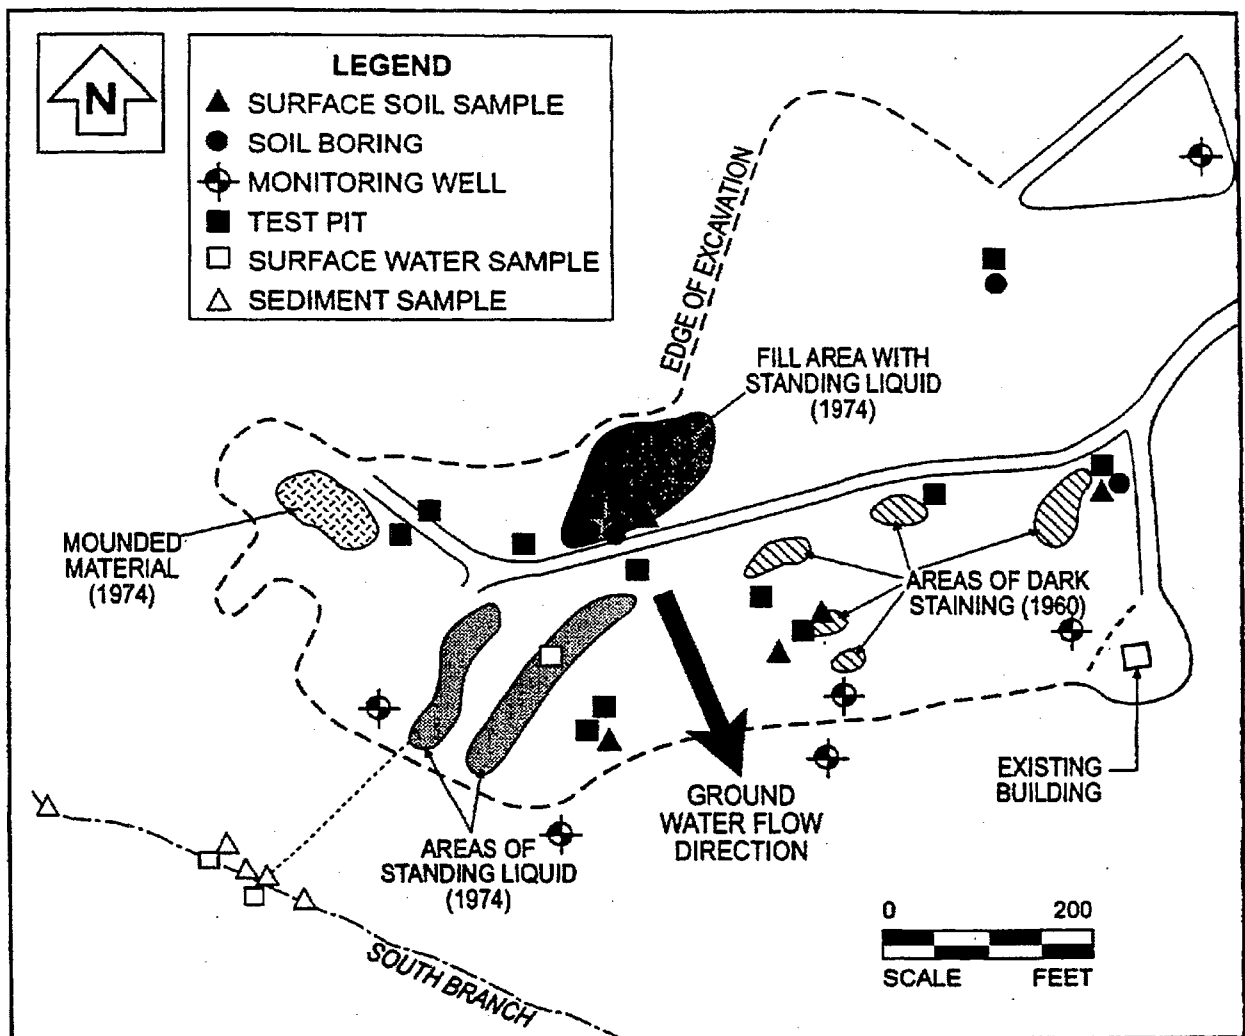 N
LEGEND
SURFACE SOIL SAMPLE
SOIL BORING
MONITORING WELL
TEST PIT
SURFACE WATER SAMPLE
SEDIMENT SAMPLE
EDGE OF EXCAVATION
FILL AREA WITH
STANDING LIQUID
(1974)
MOUNDED
MATERIAL
(1974)
AREAS OF DARK
STAINING (1960)
EXISTING
BUILDING
GROUND
WATER FLOW
DIRECTION
AREAS OF
STANDING LIQUID
(1974)
SOUTH BRANCH
0 200
SCALE FEET